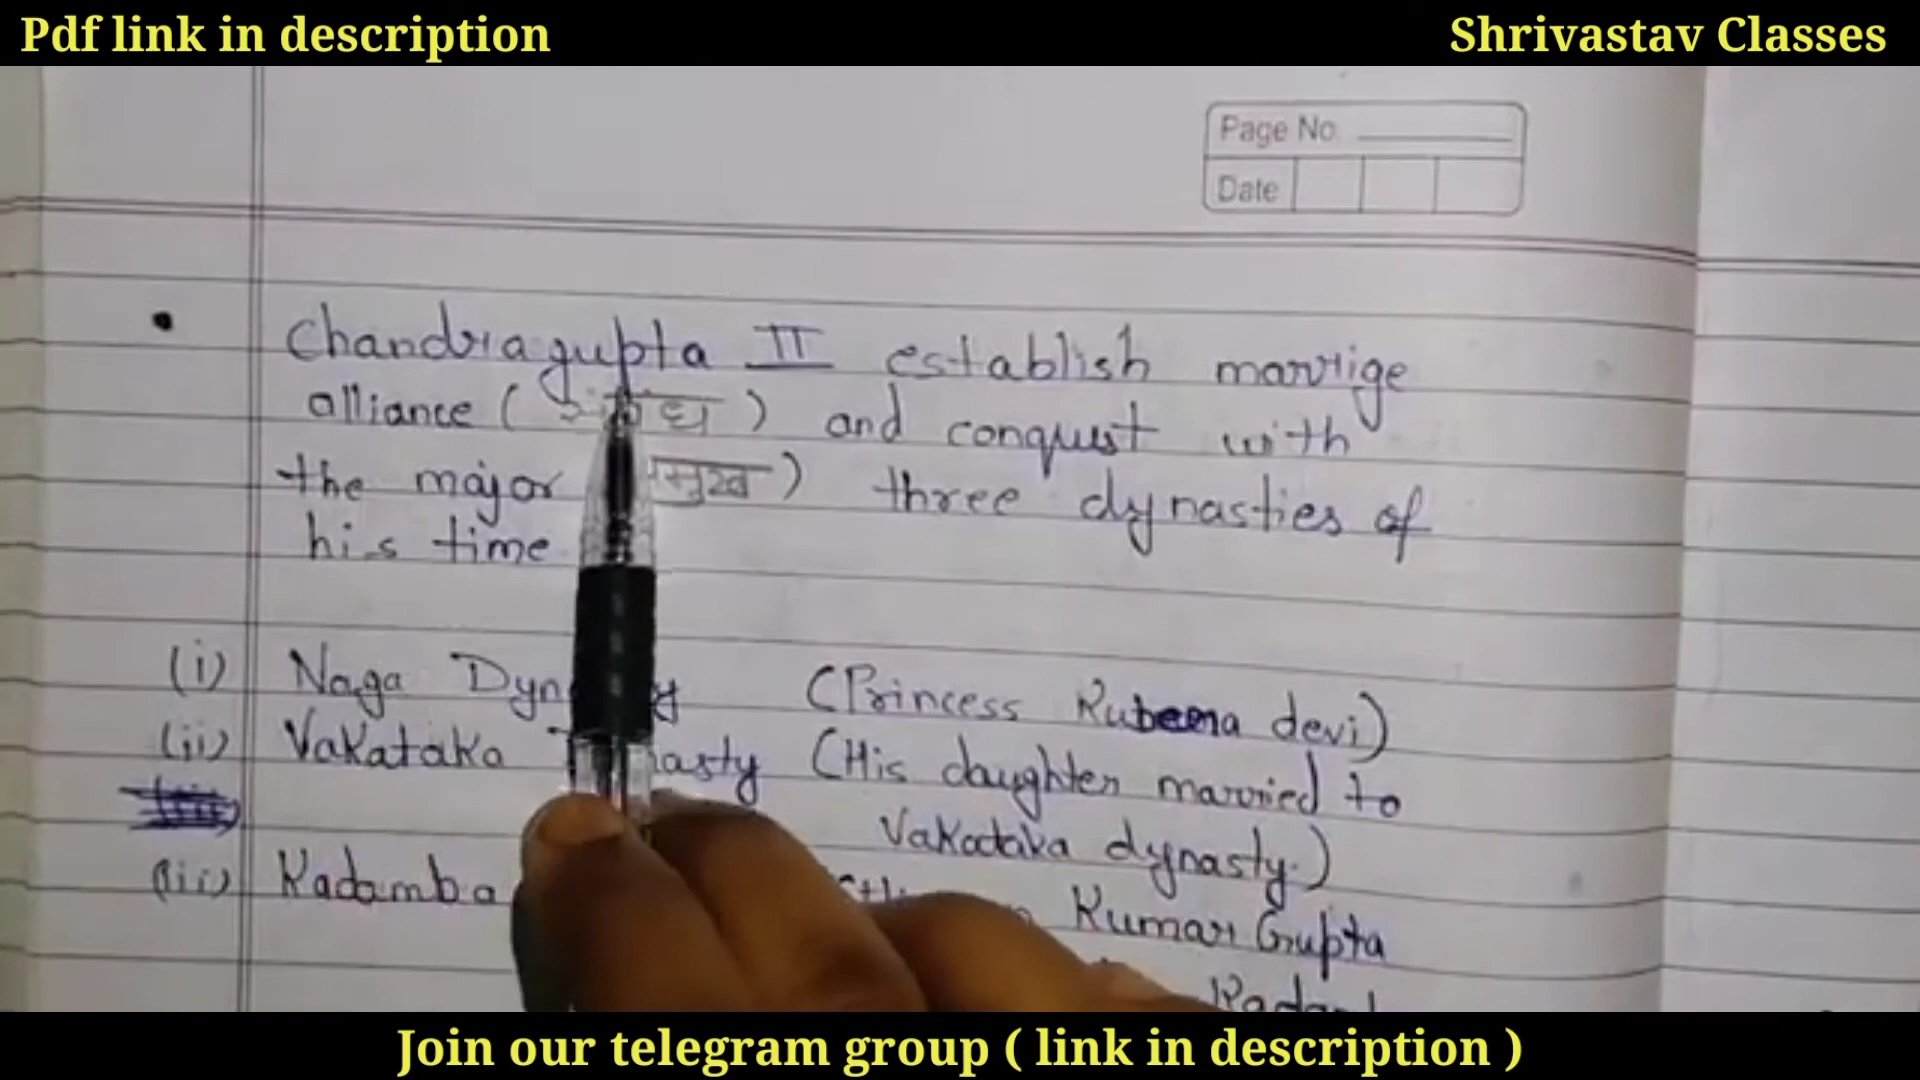 Pdf link in description
Shrivastav Classes
Page No.
Date
Chandragupta II establish marrige
alliance ( ) and conquest with
the major ) three dynasties of
his time
(i) Naga (Princess Kubeena devi)
(ii) Vakataka (His daughter married to
Vakataka dynasty.)
(iii) Kadamba Kumar Gupta
Join our telegram group ( link in description )